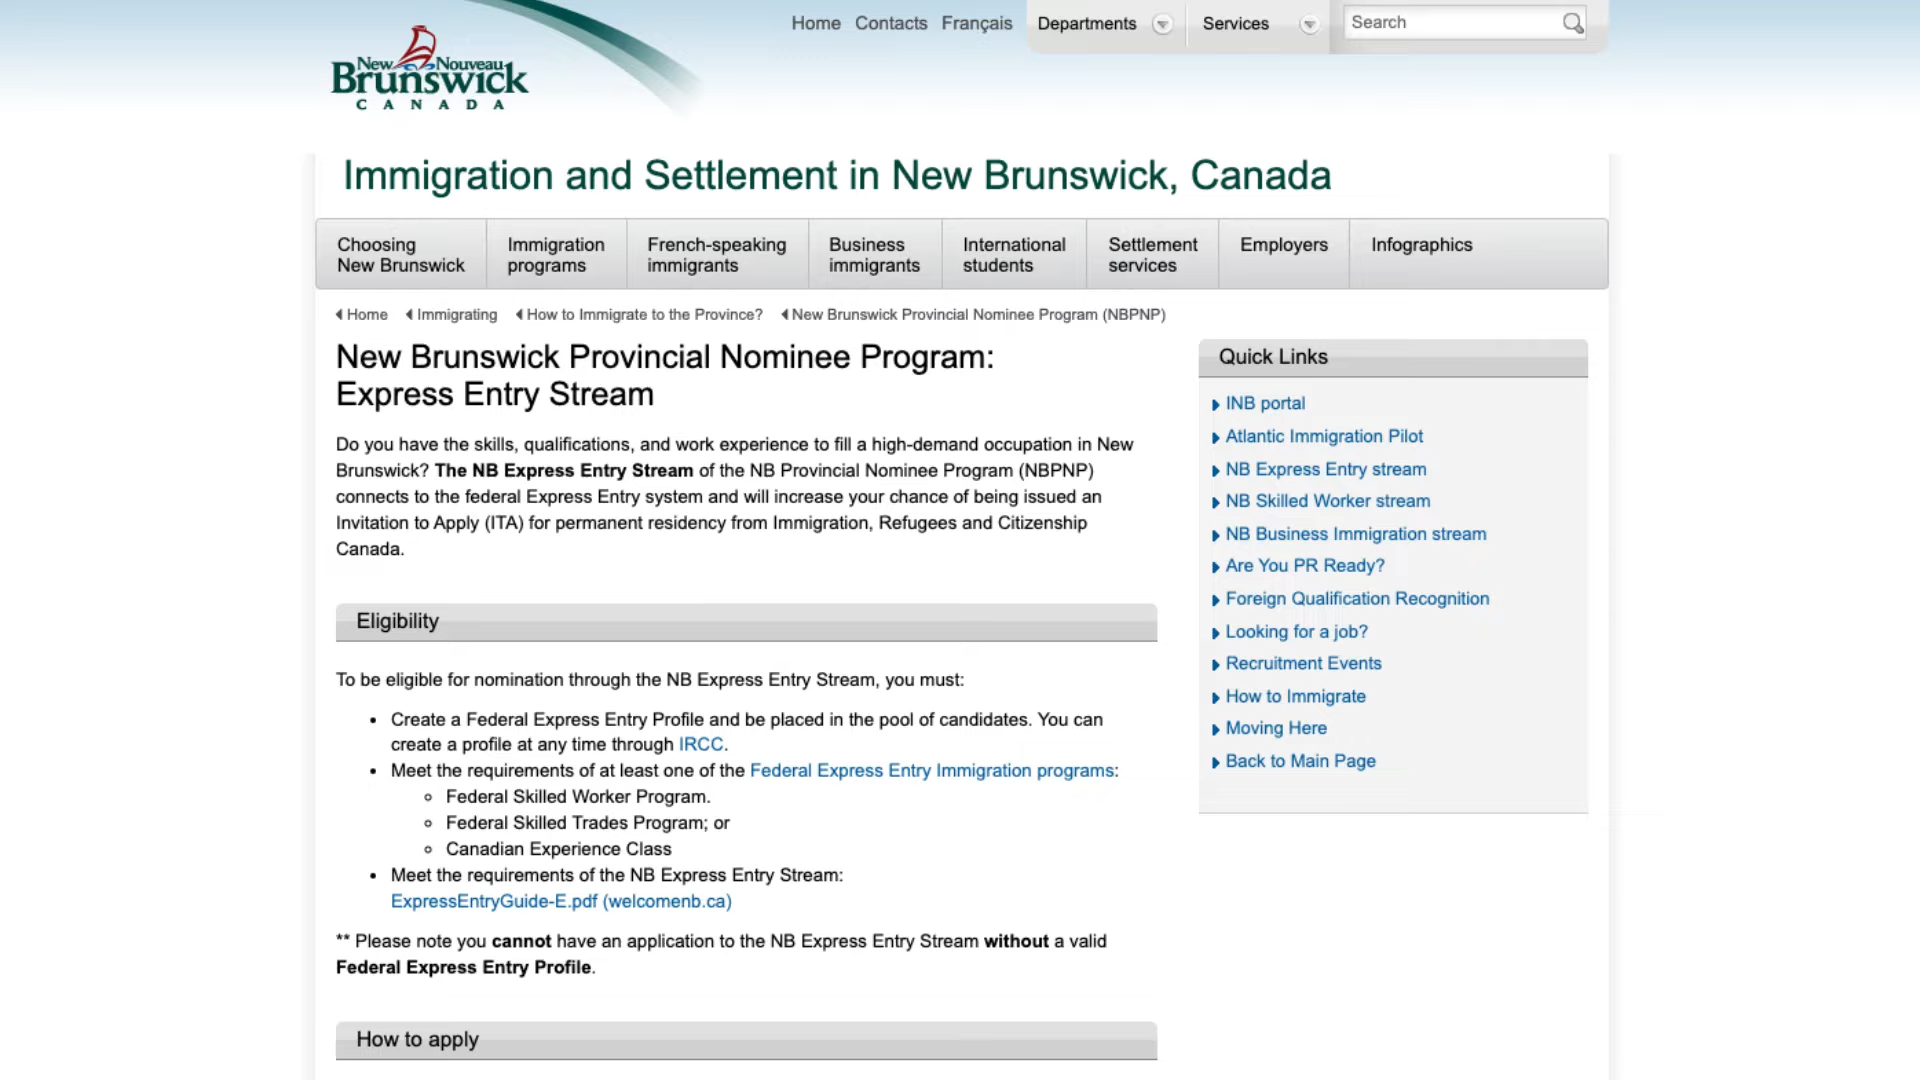 Home Contacts Français Departments Services Search
New Nouveau
Brunswick
CANADA
Immigration and Settlement in New Brunswick, Canada
Choosing
New Brunswick
Immigration
programs
French-speaking
immigrants
Business
immigrants
International
students
Settlement
services
Employers
Infographics
Home Immigrating How to Immigrate to the Province? New Brunswick Provincial Nominee Program (NBPNP)
New Brunswick Provincial Nominee Program:
Express Entry Stream
Do you have the skills, qualifications, and work experience to fill a high-demand occupation in New
Brunswick? The NB Express Entry Stream of the NB Provincial Nominee Program (NBPNP)
connects to the federal Express Entry system and will increase your chance of being issued an
Invitation to Apply (ITA) for permanent residency from Immigration, Refugees and Citizenship
Canada.
Eligibility
To be eligible for nomination through the NB Express Entry Stream, you must:
• Create a Federal Express Entry Profile and be placed in the pool of candidates. You can
create a profile at any time through IRCC.
• Meet the requirements of at least one of the Federal Express Entry Immigration programs:
◦ Federal Skilled Worker Program.
◦ Federal Skilled Trades Program; or
◦ Canadian Experience Class
• Meet the requirements of the NB Express Entry Stream:
ExpressEntryGuide-E.pdf (welcomenb.ca)
** Please note you cannot have an application to the NB Express Entry Stream without a valid
Federal Express Entry Profile.
How to apply
Quick Links
INB portal
Atlantic Immigration Pilot
NB Express Entry stream
NB Skilled Worker stream
NB Business Immigration stream
Are You PR Ready?
Foreign Qualification Recognition
Looking for a job?
Recruitment Events
How to Immigrate
Moving Here
Back to Main Page